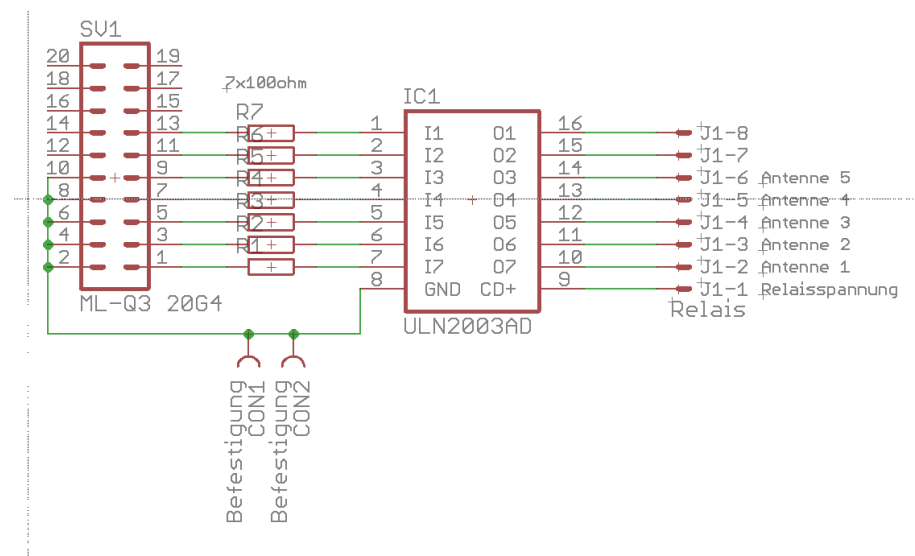 SV1
20 19
18 17
16 15
14 13
12 11
10 9
8 7
6 5
4 3
2 1
ML-Q3 20G4
7x100ohm
R7
R6
R5
R4
R3
R2
R1
IC1
1 I1 O1 16
2 I2 O2 15
3 I3 O3 14
4 I4 O4 13
5 I5 O5 12
6 I6 O6 11
7 I7 O7 10
8 GND CD+ 9
ULN2003AD
J1-8
J1-7
J1-6 Antenne 5
J1-5 Antenne 4
J1-4 Antenne 3
J1-3 Antenne 2
J1-2 Antenne 1
J1-1 Relaisspannung
Relais
Befestigung
CON1
Befestigung
CON2